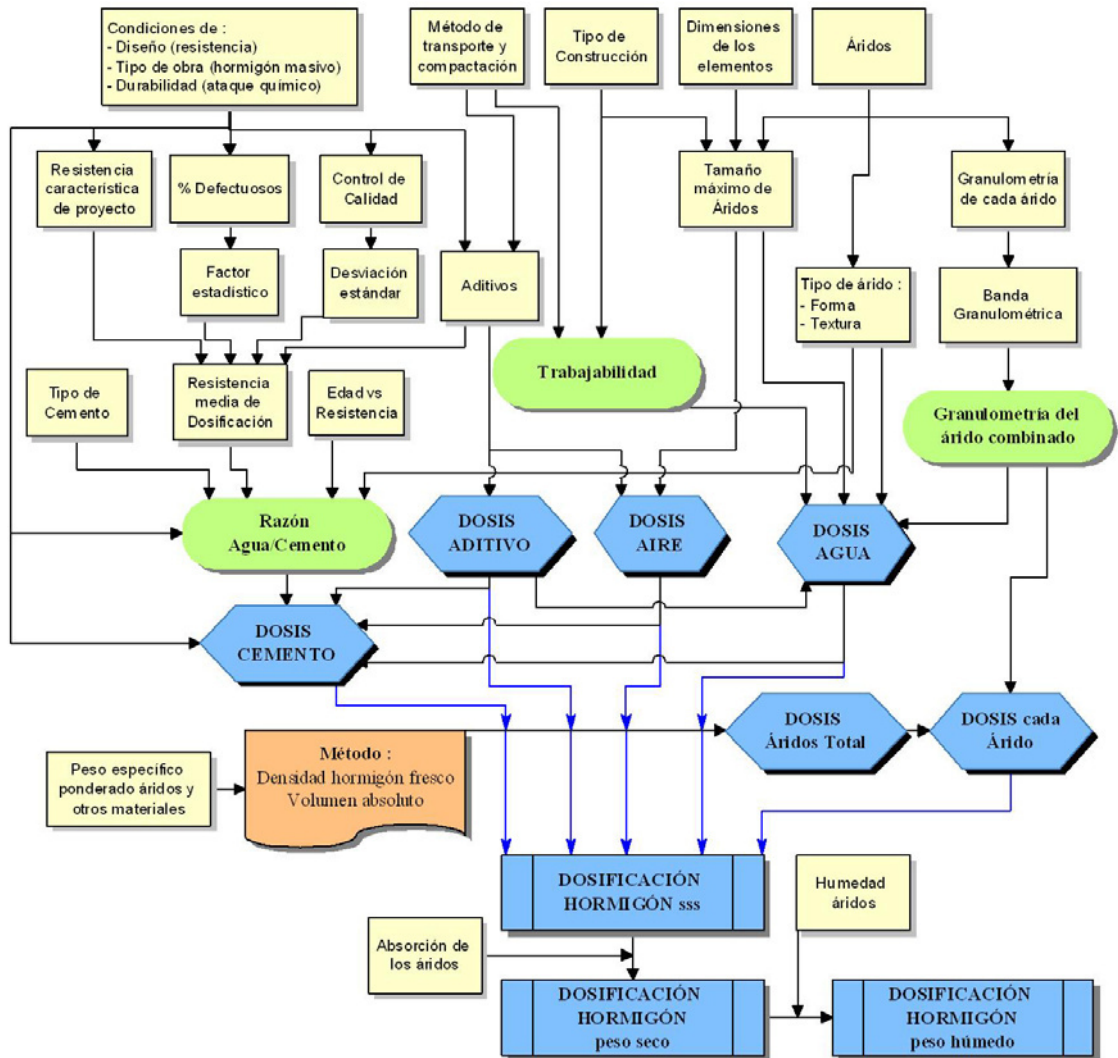 Condiciones de :
- Diseño (resistencia)
- Tipo de obra (hormigón masivo)
- Durabilidad (ataque químico)
Método de
transporte y
compactación
Tipo de
Construcción
Dimensiones
de los
elementos
Áridos
Resistencia
característica
de proyecto
% Defectuosos
Control de
Calidad
Tamaño
máximo de
Áridos
Granulometría
de cada árido
Factor
estadístico
Desviación
estándar
Aditivos
Tipo de árido :
- Forma
- Textura
Banda
Granulométrica
Tipo de
Cemento
Resistencia
media de
Dosificación
Edad vs
Resistencia
Trabajabilidad
Granulometría del
árido combinado
Razón
Agua/Cemento
DOSIS
ADITIVO
DOSIS
AIRE
DOSIS
AGUA
DOSIS
CEMENTO
DOSIS
Áridos Total
DOSIS cada
Árido
Peso específico
ponderado áridos y
otros materiales
Método :
Densidad hormigón fresco
Volumen absoluto
DOSIFICACIÓN
HORMIGÓN sss
Humedad
áridos
Absorción de
los áridos
DOSIFICACIÓN
HORMIGÓN
peso seco
DOSIFICACIÓN
HORMIGÓN
peso húmedo